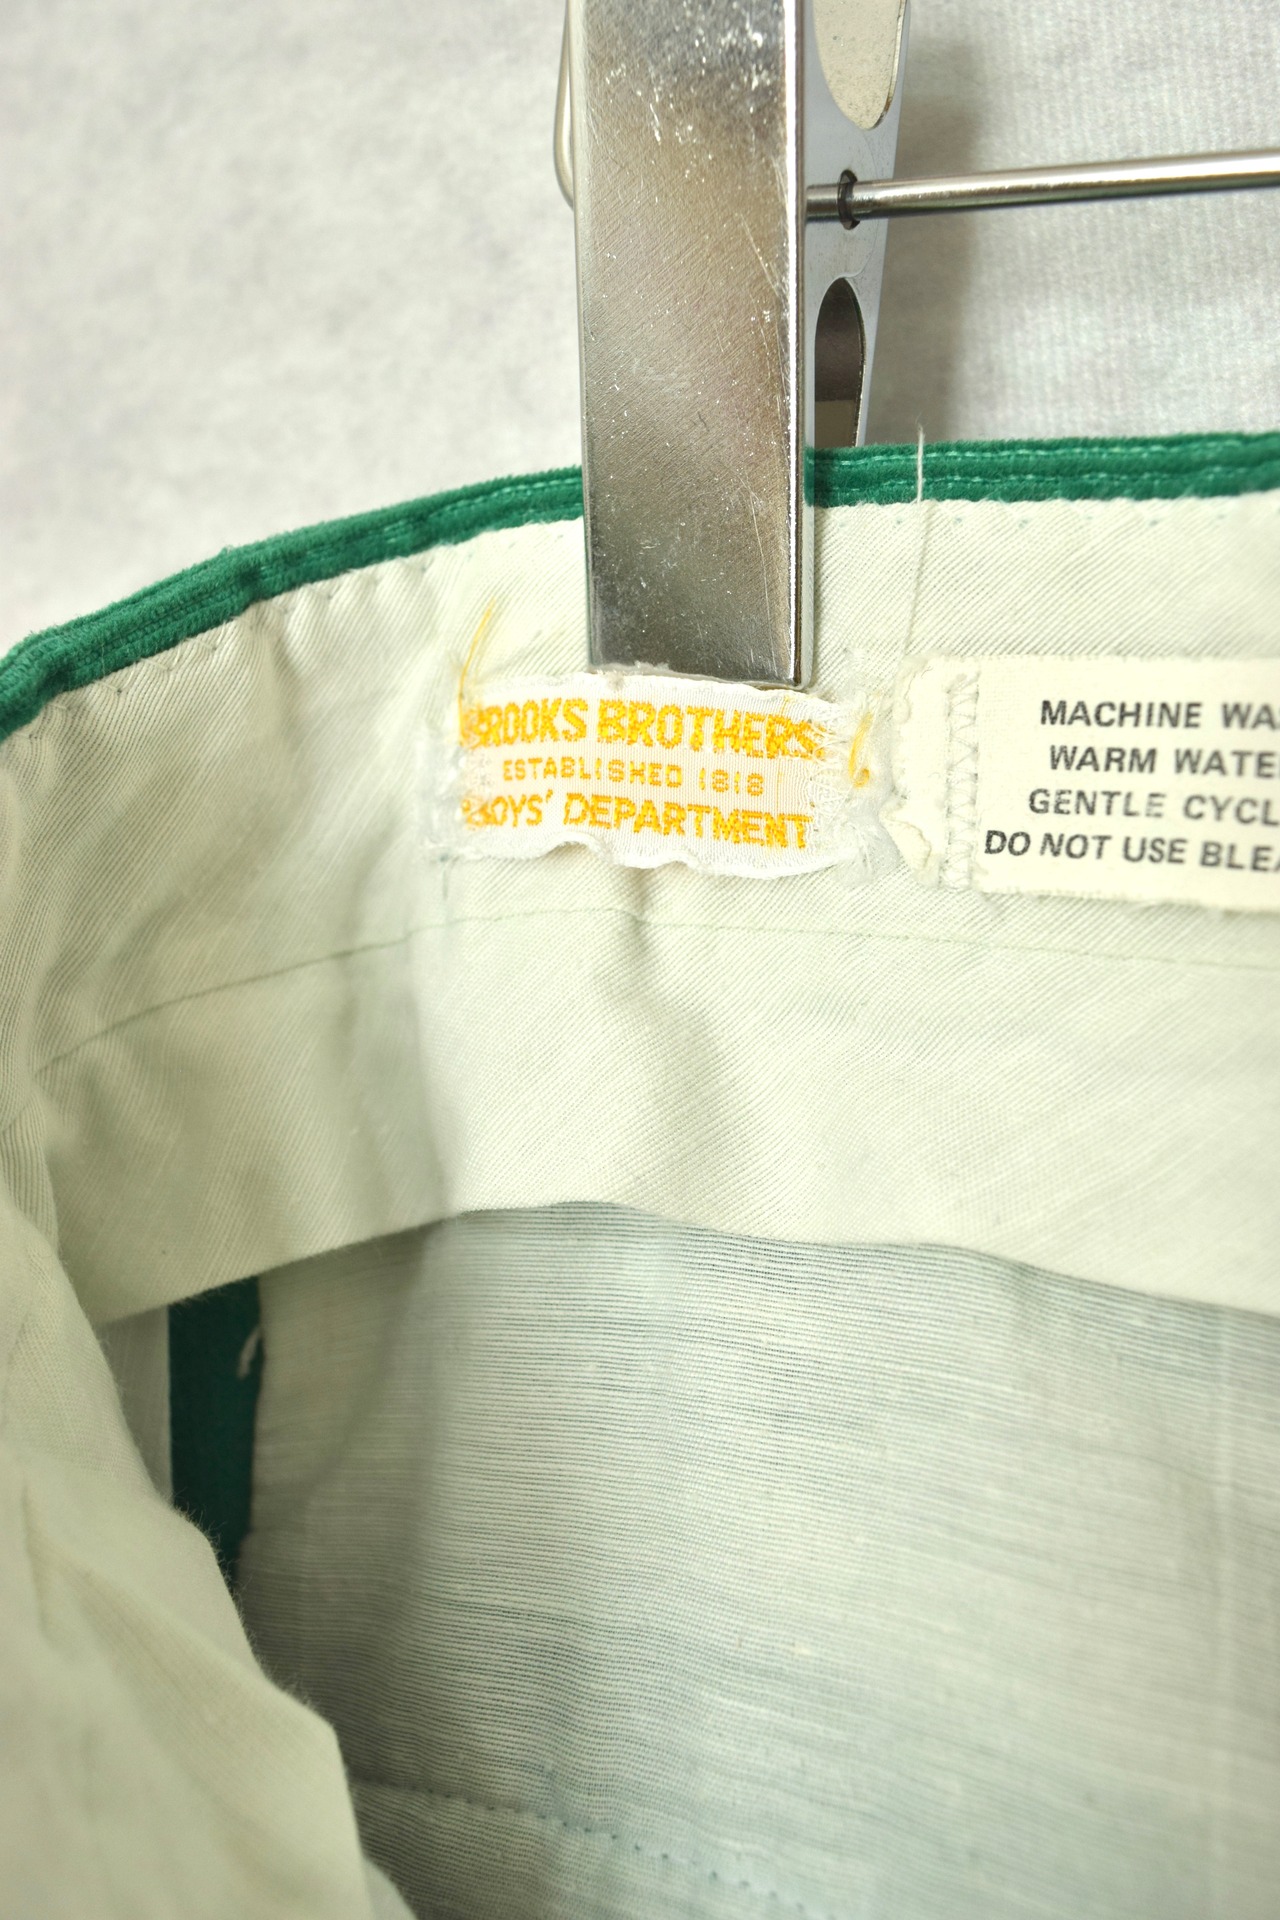 BROOKS BROTHERS
ESTABLISHED 1818
BOYS' DEPARTMENT
MACHINE WA
WARM WATE
GENTLE CYCL
DO NOT USE BLEA